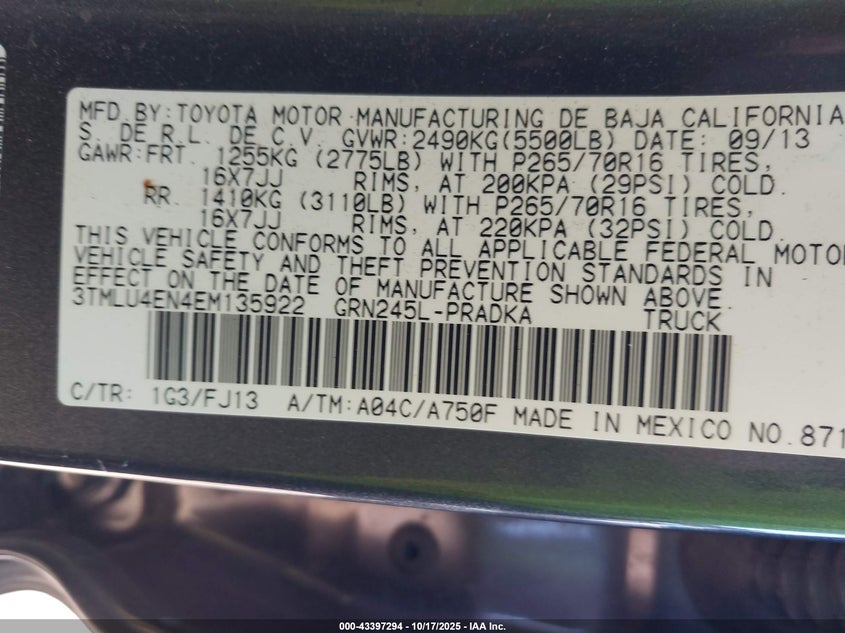 MFD. BY: TOYOTA MOTOR MANUFACTURING DE BAJA CALIFORNIA
S. DE R.L. DE C.V. GVWR:2490KG(5500LB) DATE: 09/13
GAWR:FRT. 1255KG (2775LB) WITH P265/70R16 TIRES,
16X7JJ RIMS, AT 200KPA (29PSI) COLD.
RR. 1410KG (3110LB) WITH P265/70R16 TIRES,
16X7JJ RIMS, AT 220KPA (32PSI) COLD.
THIS VEHICLE CONFORMS TO ALL APPLICABLE FEDERAL MOTOR
VEHICLE SAFETY AND THEFT PREVENTION STANDARDS IN
EFFECT ON THE DATE OF MANUFACTURE SHOWN ABOVE.
3TMLU4EN4EM135922 GRN245L-PRADKA TRUCK
C/TR: 1G3/FJ13 A/TM:A04C/A750F MADE IN MEXICO NO.871
000-43397294 - 10/17/2025 - IAA Inc.